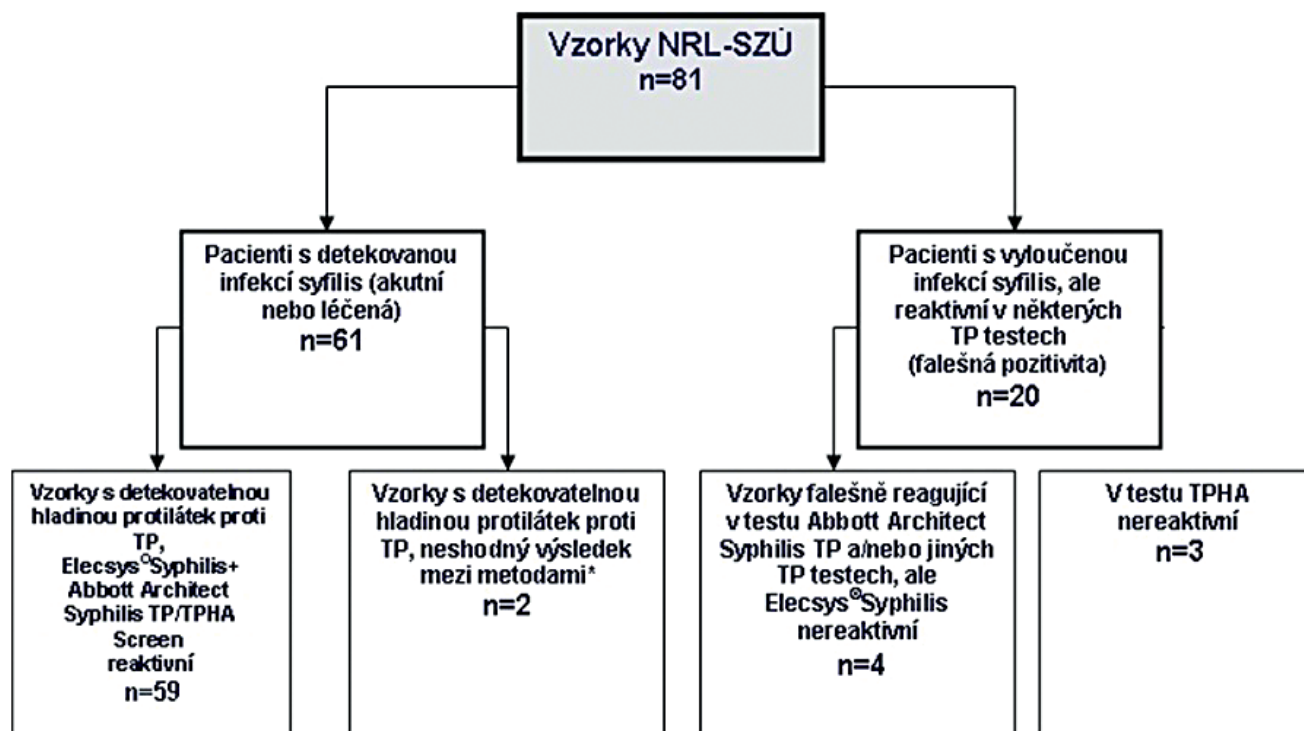 Vzorky NRL-SZÚ
n=81
Pacienti s detekovanou
infekcí syfilis (akutní
nebo léčená)
n=61
Pacienti s vyloučenou
infekcí syfilis, ale
reaktivní v některých
TP testech
(falešná pozitivita)
n=20
Vzorky s detekovatelnou
hladinou protilátek proti
TP,
Elecsys®Syphilis+
Abbott Architect
Syphilis TP/TPHA
Screen
reaktivní
n=59
Vzorky s detekovatelnou
hladinou protilátek proti
TP, neshodný výsledek
mezi metodami*
n=2
Vzorky falešně reagující
v testu Abbott Architect
Syphilis TP a/nebo jiných
TP testech, ale
Elecsys®Syphilis
nereaktivní
n=4
V testu TPHA
nereaktivní
n=3